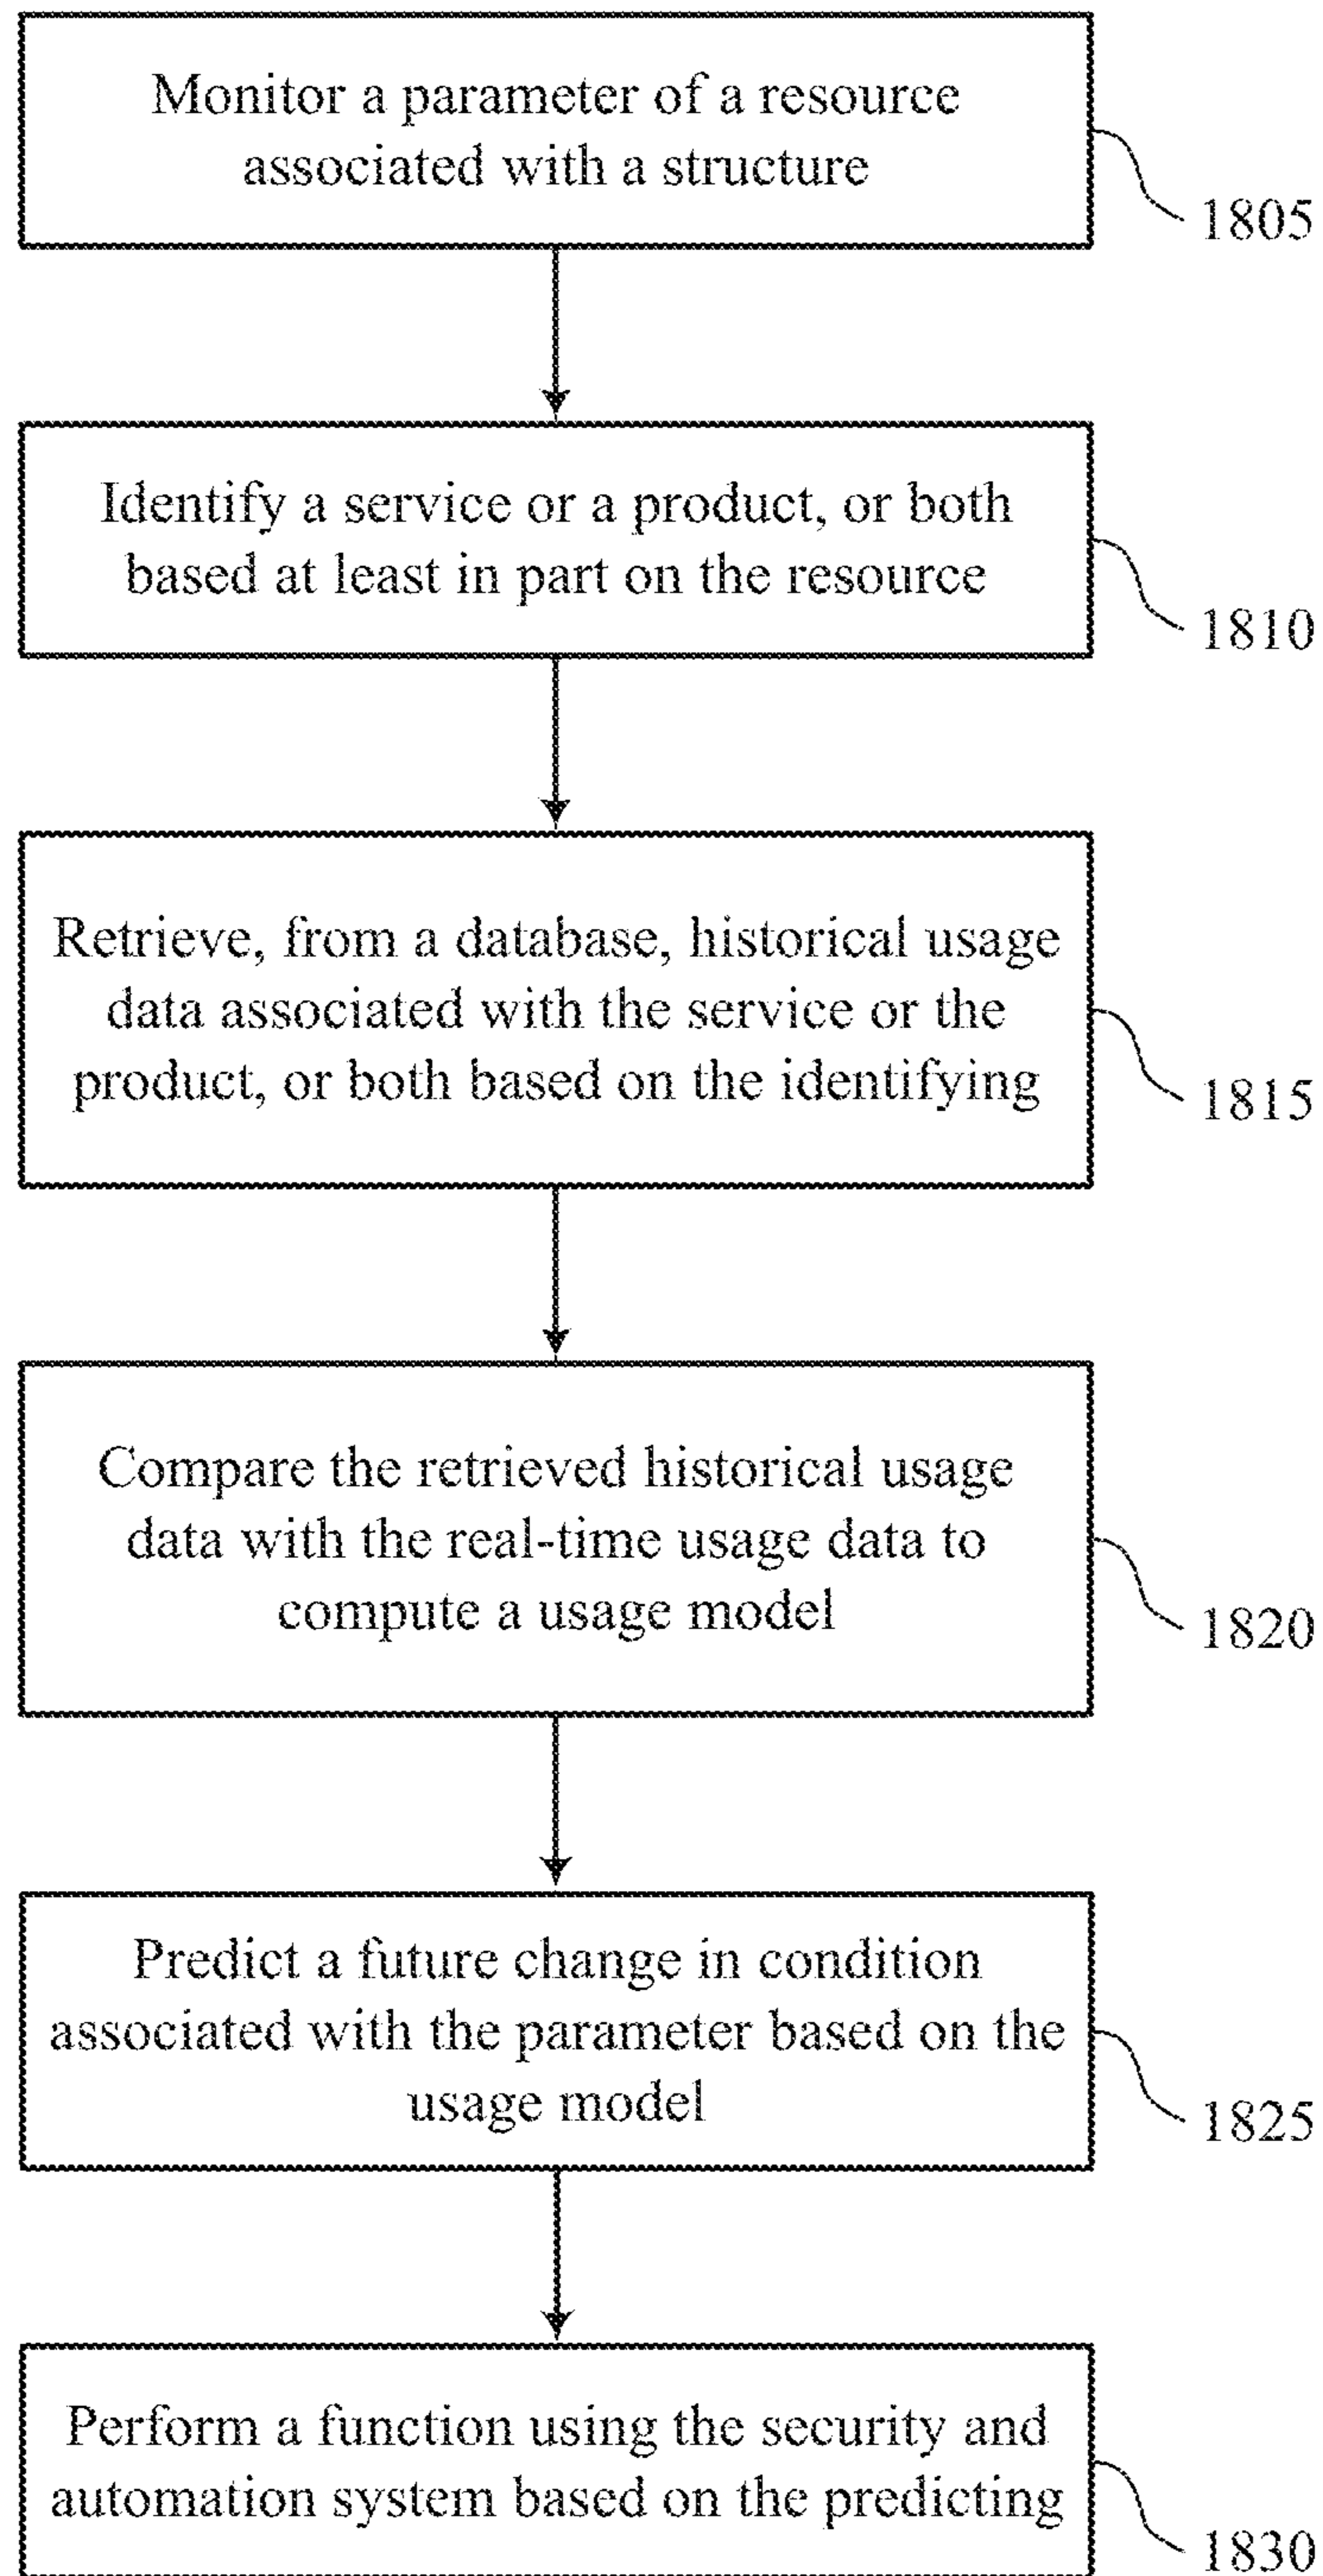 Monitor a parameter of a resource
associated with a structure
1805
Identify a service or a product, or both
based at least in part on the resource
1810
Retrieve, from a database, historical usage
data associated with the service or the
product, or both based on the identifying
1815
Compare the retrieved historical usage
data with the real-time usage data to
compute a usage model
1820
Predict a future change in condition
associated with the parameter based on the
usage model
1825
Perform a function using the security and
automation system based on the predicting
1830